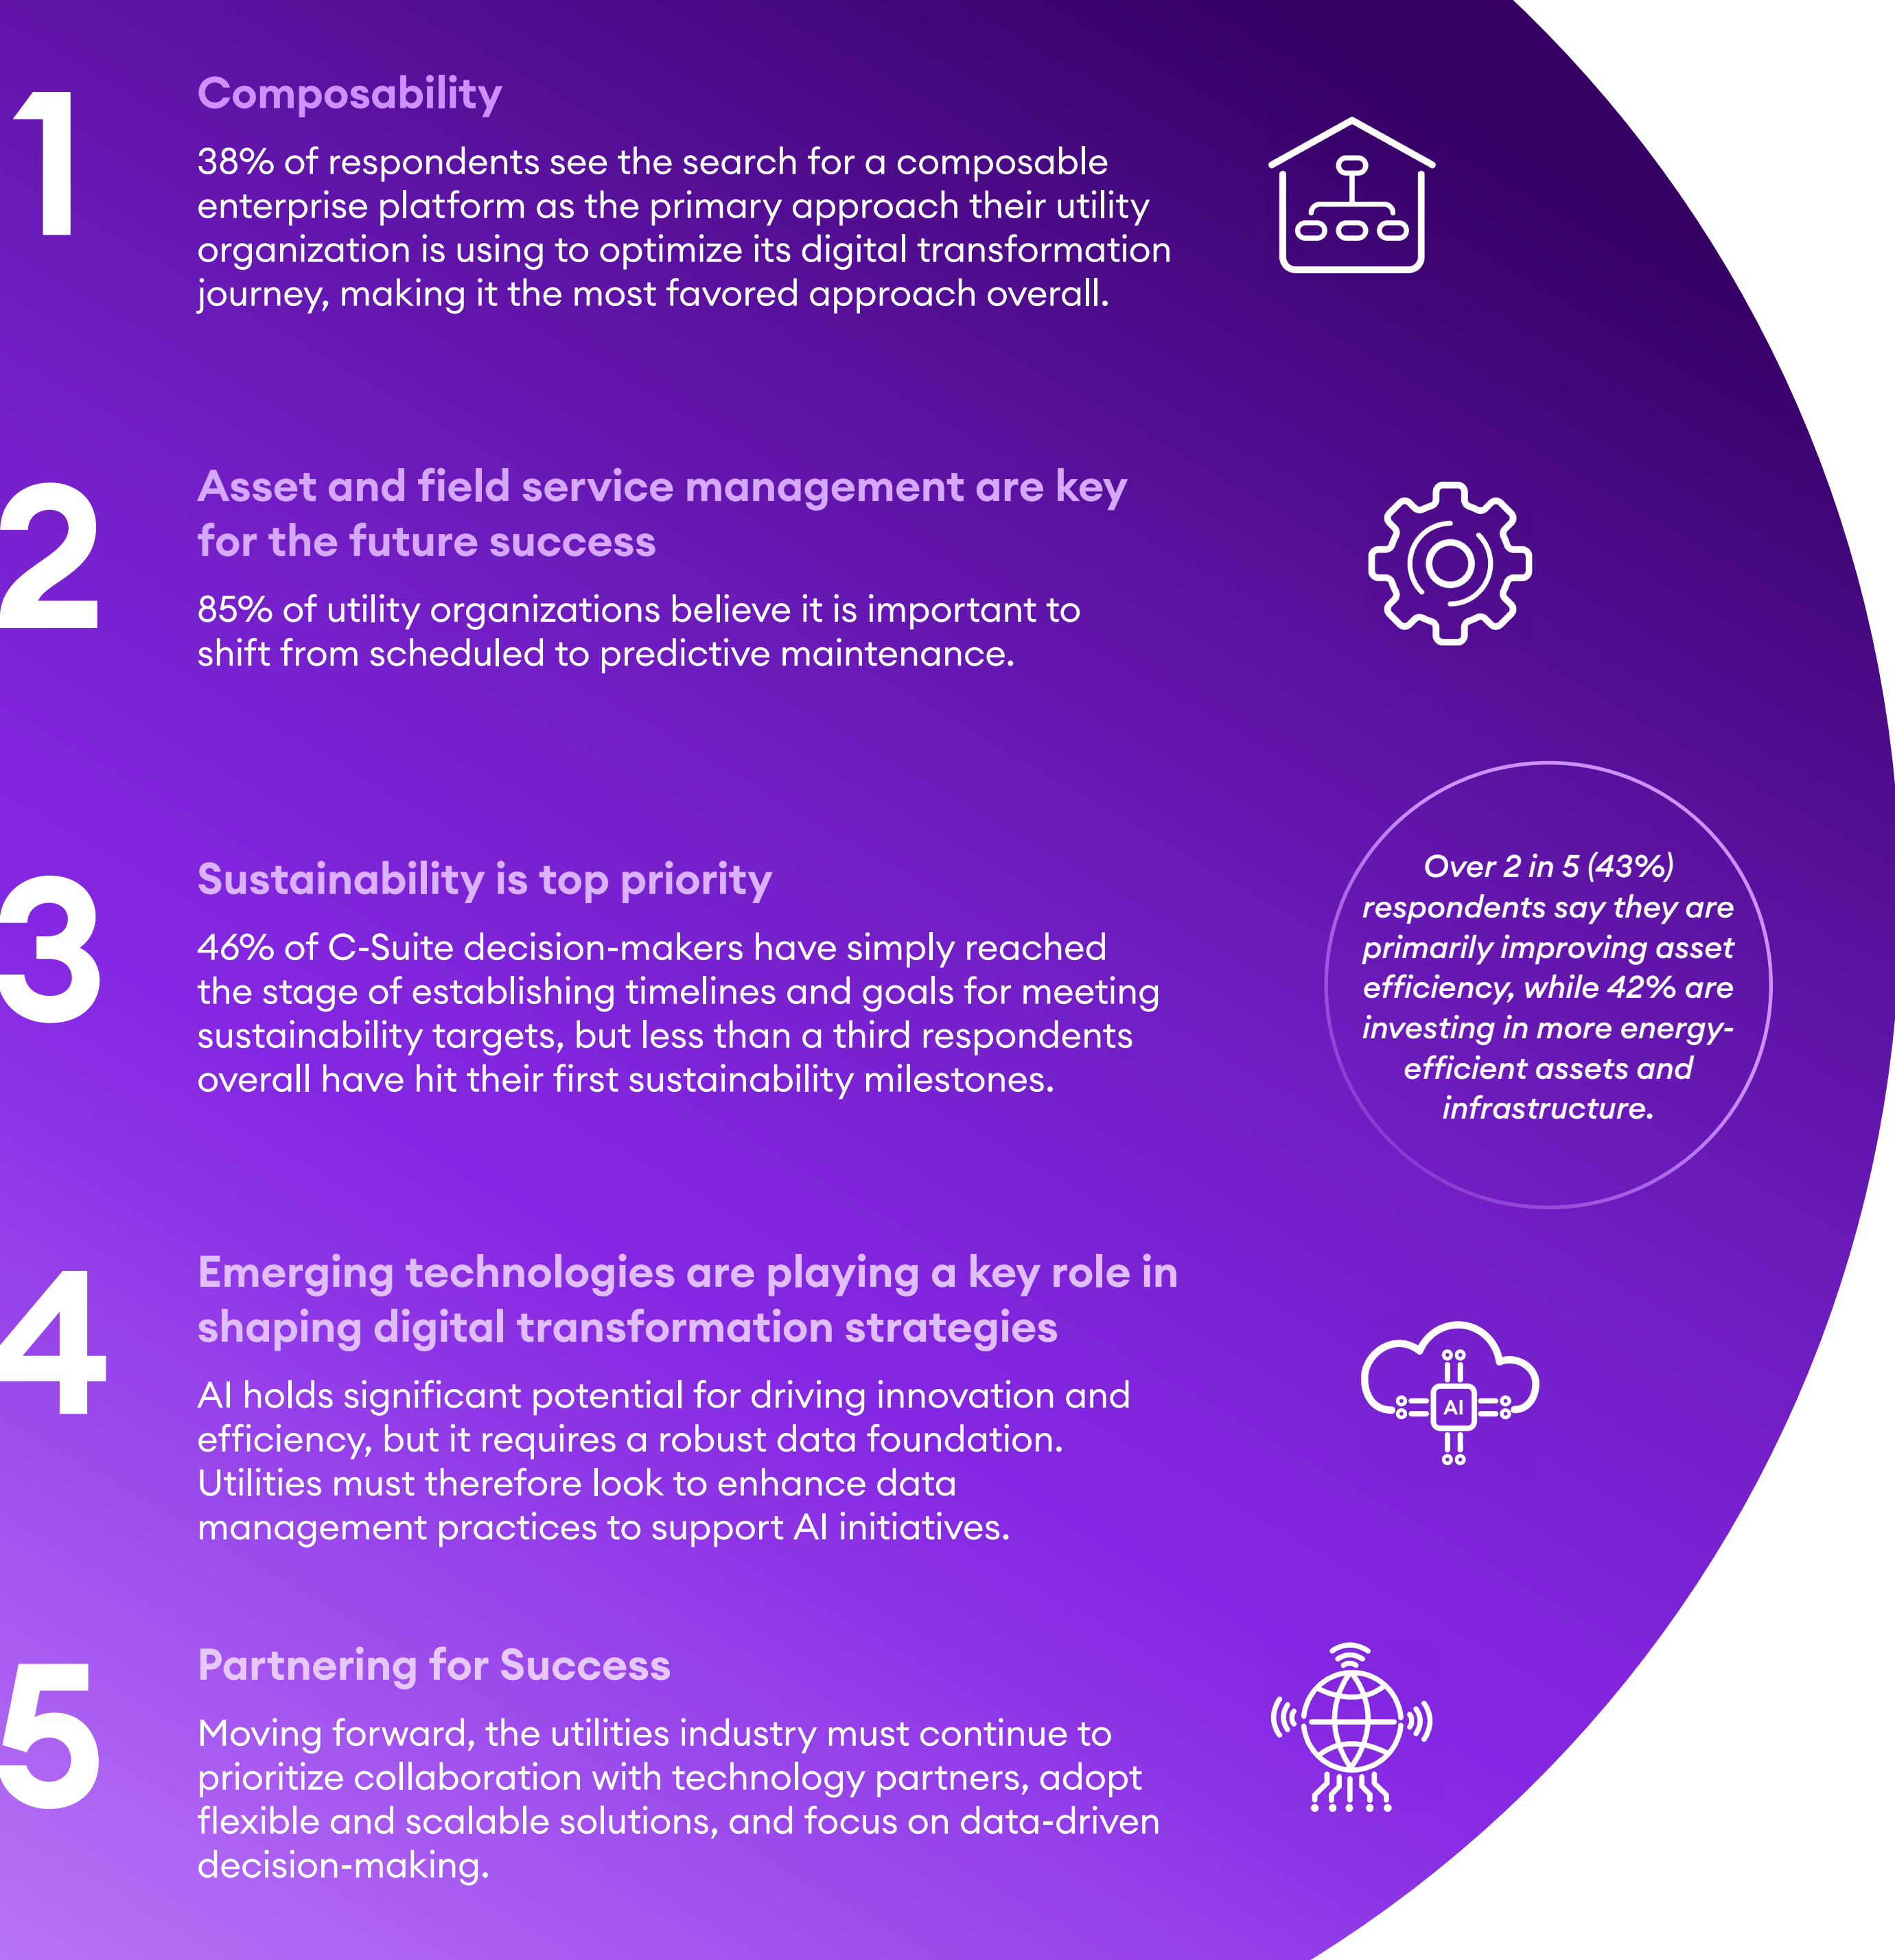 1
Composability
38% of respondents see the search for a composable
enterprise platform as the primary approach their utility
organization is using to optimize its digital transformation
journey, making it the most favored approach overall.
2
Asset and field service management are key
for the future success
85% of utility organizations believe it is important to
shift from scheduled to predictive maintenance.
3
Sustainability is top priority
46% of C-Suite decision-makers have simply reached
the stage of establishing timelines and goals for meeting
sustainability targets, but less than a third respondents
overall have hit their first sustainability milestones.
Over 2 in 5 (43%)
respondents say they are
primarily improving asset
efficiency, while 42% are
investing in more energy-
efficient assets and
infrastructure.
4
Emerging technologies are playing a key role in
shaping digital transformation strategies
AI holds significant potential for driving innovation and
efficiency, but it requires a robust data foundation.
Utilities must therefore look to enhance data
management practices to support AI initiatives.
AI
5
Partnering for Success
Moving forward, the utilities industry must continue to
prioritize collaboration with technology partners, adopt
flexible and scalable solutions, and focus on data-driven
decision-making.